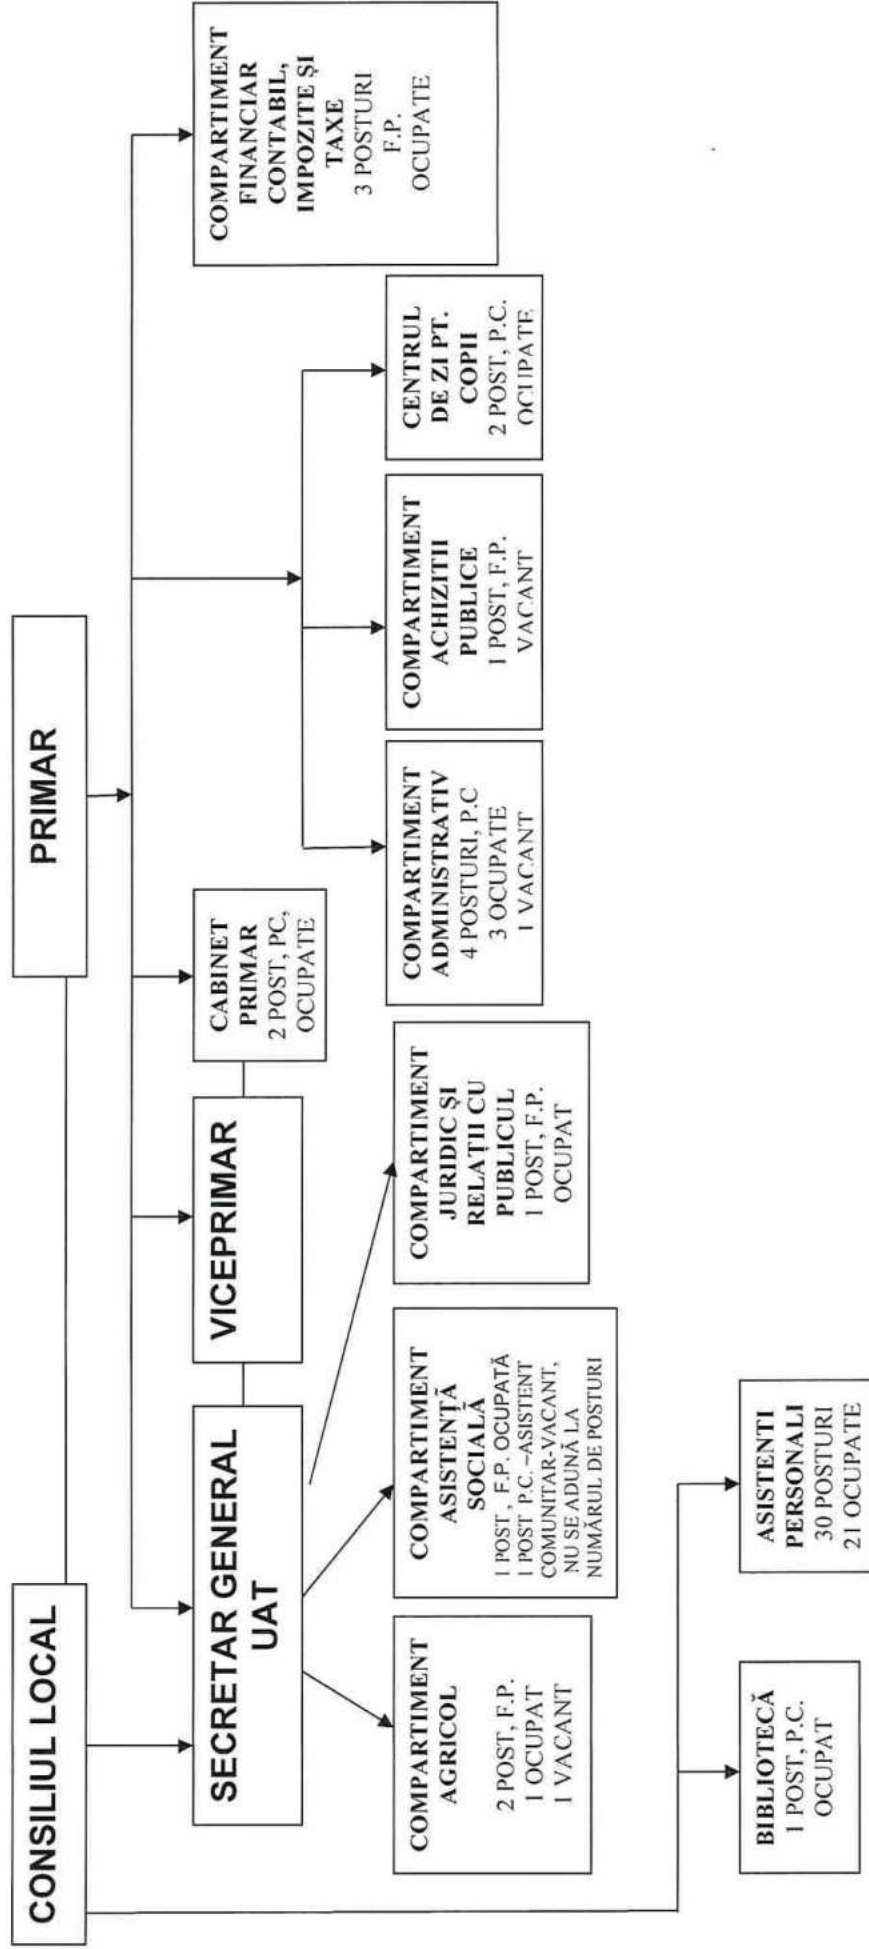 CONSILIUL LOCAL
PRIMAR
SECRETAR GENERAL
UAT
VICEPRIMAR
CABINET
PRIMAR
2 POST, PC,
OCUPATE
COMPARTIMENT
FINANCIAR
CONTABIL,
IMPOZITE ȘI
TAXE
3 POSTURI
F.P.
OCUPATE
COMPARTIMENT
AGRICOL
2 POST, F.P.
1 OCUPAT
1 VACANT
COMPARTIMENT
ASISTENȚĂ
SOCIALĂ
1 POST , F.P. OCUPATĂ
1 POST P.C. –ASISTENT
COMUNITAR-VACANT,
NU SE ADUNĂ LA
NUMĂRUL DE POSTURI
COMPARTIMENT
JURIDIC ȘI
RELAȚII CU
PUBLICUL
1 POST, F.P.
OCUPAT
COMPARTIMENT
ADMINISTRATIV
4 POSTURI, P.C
3 OCUPATE
1 VACANT
COMPARTIMENT
ACHIZITII
PUBLICE
1 POST, F.P.
VACANT
CENTRUL
DE ZI PT.
COPII
2 POST, P.C.
OCUPATE
BIBLIOTECĂ
1 POST, P.C.
OCUPAT
ASISTENTI
PERSONALI
30 POSTURI
21 OCUPATE